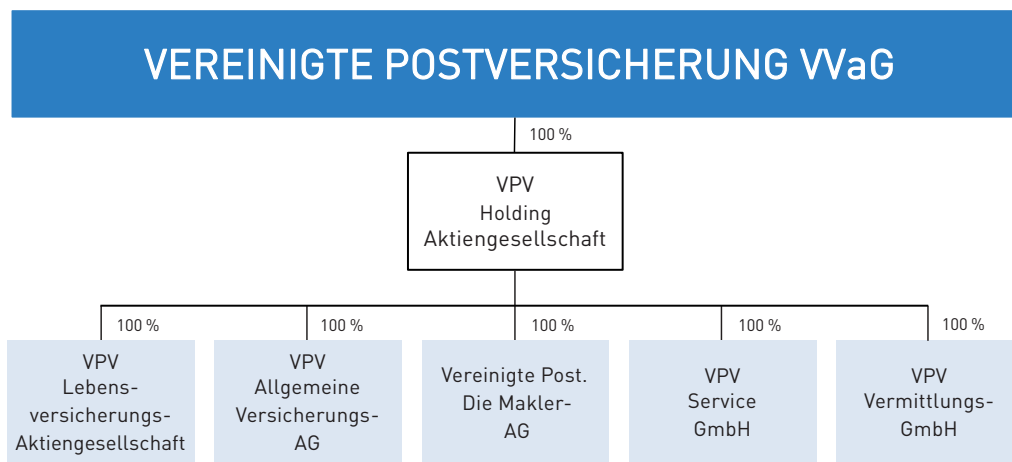 VEREINIGTE POSTVERSICHERUNG VVaG
100 %
VPV
Holding
Aktiengesellschaft
100 %
100 %
100 %
100 %
100 %
VPV
Lebens-
versicherungs-
Aktiengesellschaft
VPV
Allgemeine
Versicherungs-
AG
Vereinigte Post.
Die Makler-
AG
VPV
Service
GmbH
VPV
Vermittlungs-
GmbH